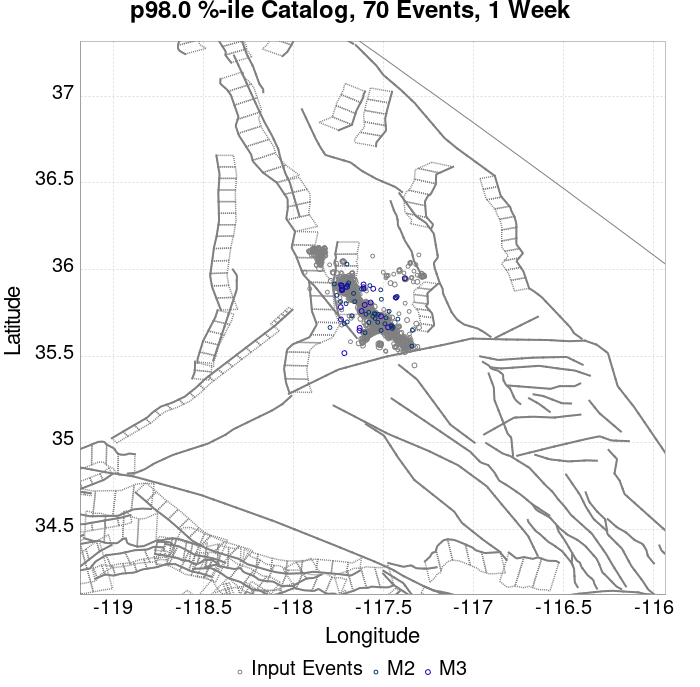 p98.0 %-ile Catalog, 70 Events, 1 Week
37
36.5
36
35.5
35
34.5
Latitude
-119 -118.5 -118 -117.5 -117 -116.5 -116
Longitude
Input Events M2 M3